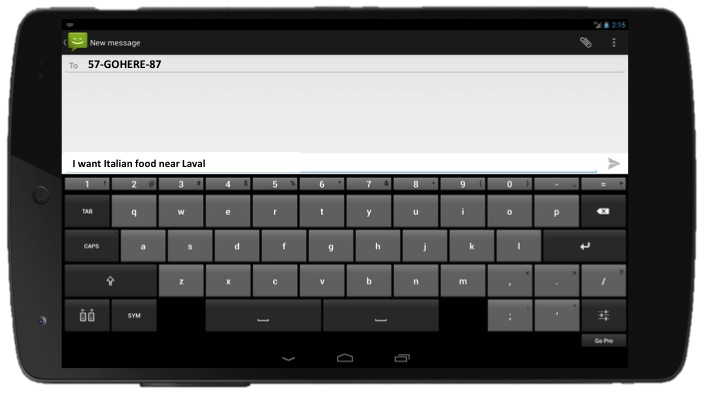 2:15
New message
To 57-GOHERE-87
I want Italian food near Laval
1 ! 2 @ 3 # 4 $ 5 % 6 ^ 7 & 8 * 9 ( 0 ) - _ = +
TAB q w e r t y u i o p
CAPS a s d f g h j k l
z x c v b n m , . / ?
SYM ; : ' "
Go Pro